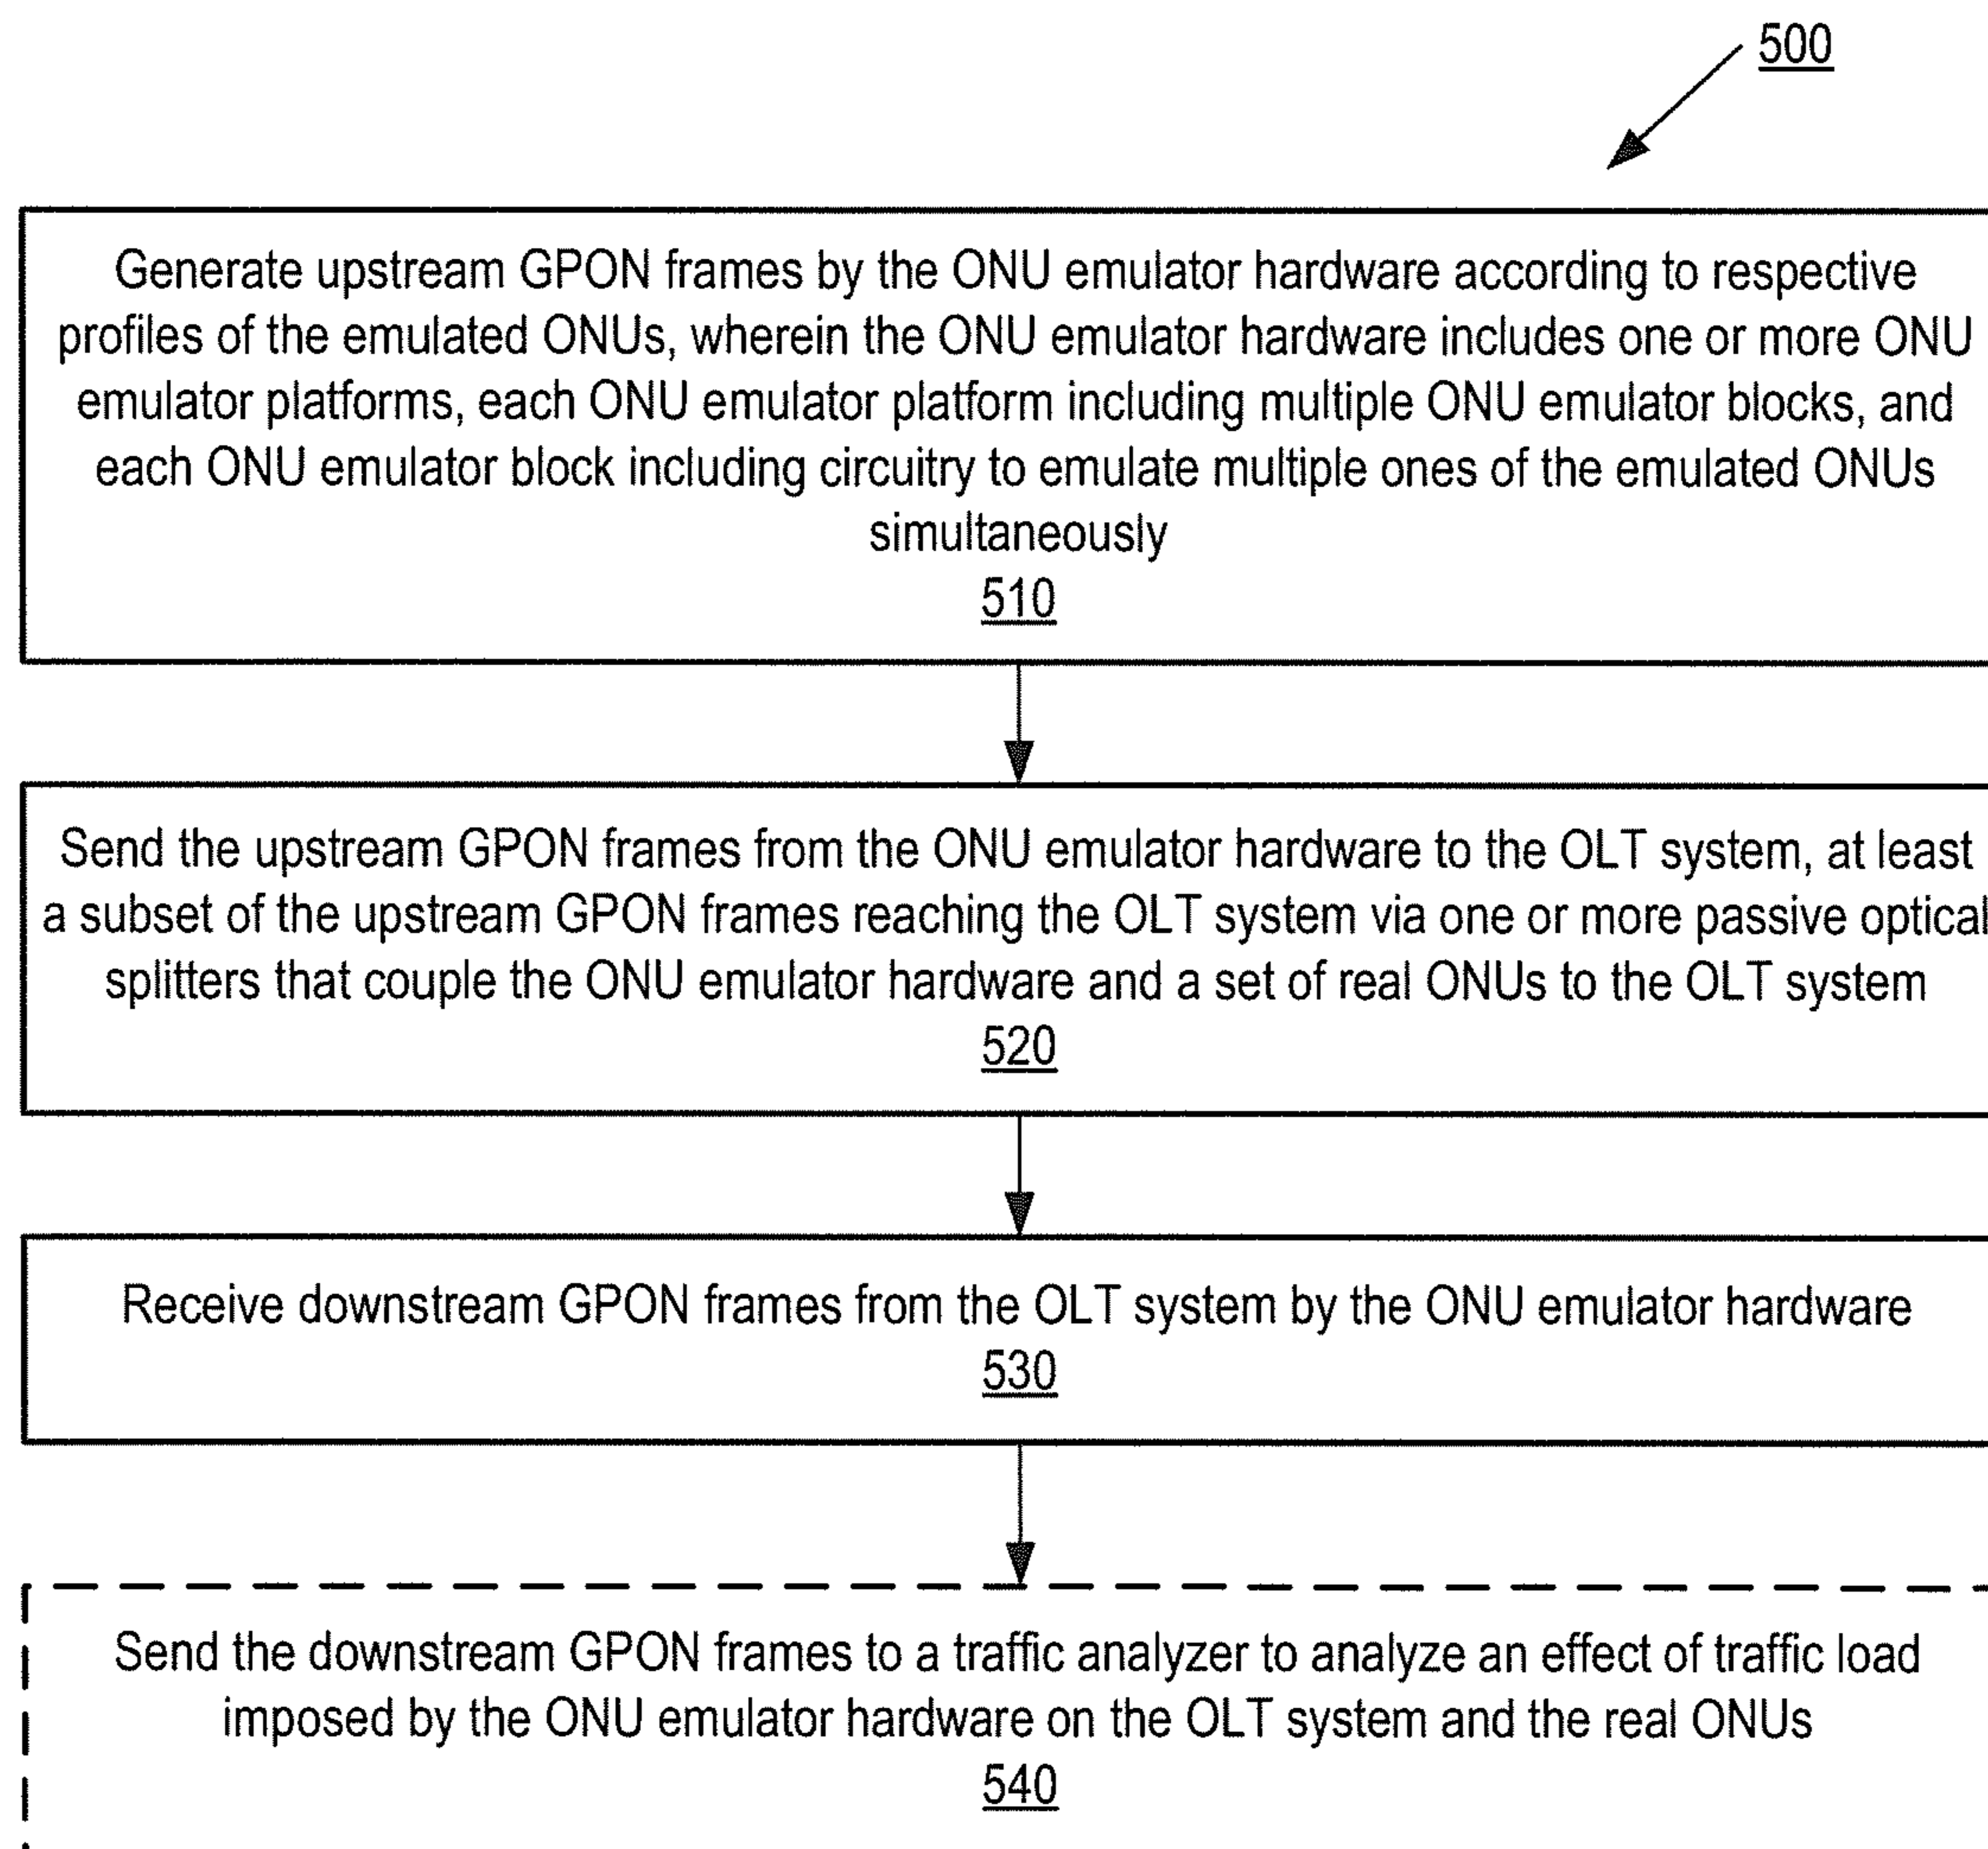 500
Generate upstream GPON frames by the ONU emulator hardware according to respective
profiles of the emulated ONUs, wherein the ONU emulator hardware includes one or more ONU
emulator platforms, each ONU emulator platform including multiple ONU emulator blocks, and
each ONU emulator block including circuitry to emulate multiple ones of the emulated ONUs
simultaneously
510
Send the upstream GPON frames from the ONU emulator hardware to the OLT system, at least
a subset of the upstream GPON frames reaching the OLT system via one or more passive optical
splitters that couple the ONU emulator hardware and a set of real ONUs to the OLT system
520
Receive downstream GPON frames from the OLT system by the ONU emulator hardware
530
Send the downstream GPON frames to a traffic analyzer to analyze an effect of traffic load
imposed by the ONU emulator hardware on the OLT system and the real ONUs
540